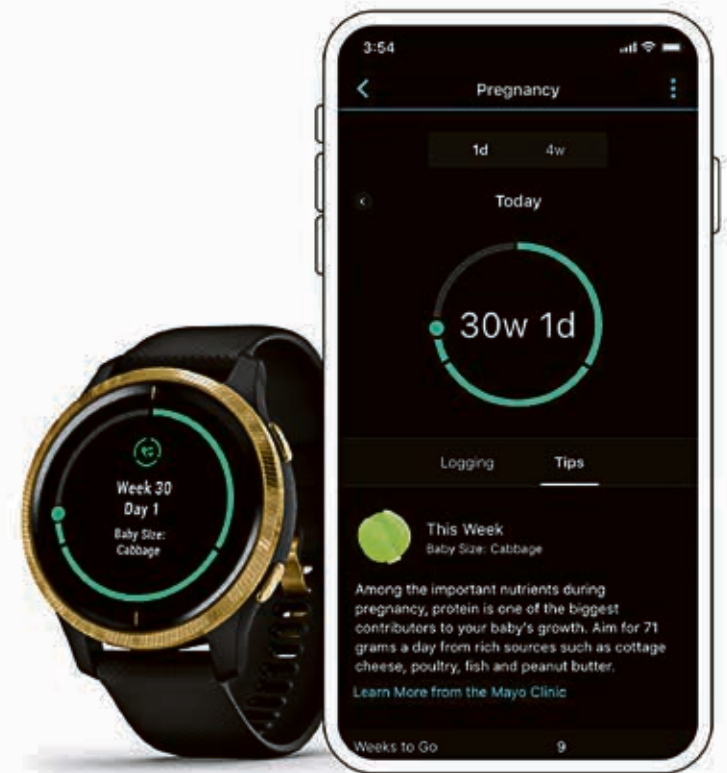 Week 30
Day 1
Baby Size:
Cabbage
3:54
Pregnancy
1d 4w
Today
30w 1d
Logging Tips
This Week
Baby Size: Cabbage
Among the important nutrients during
pregnancy, protein is one of the biggest
contributors to your baby's growth. Aim for 71
grams a day from rich sources such as cottage
cheese, poultry, fish and peanut butter.
Learn More from the Mayo Clinic
Weeks to Go 9